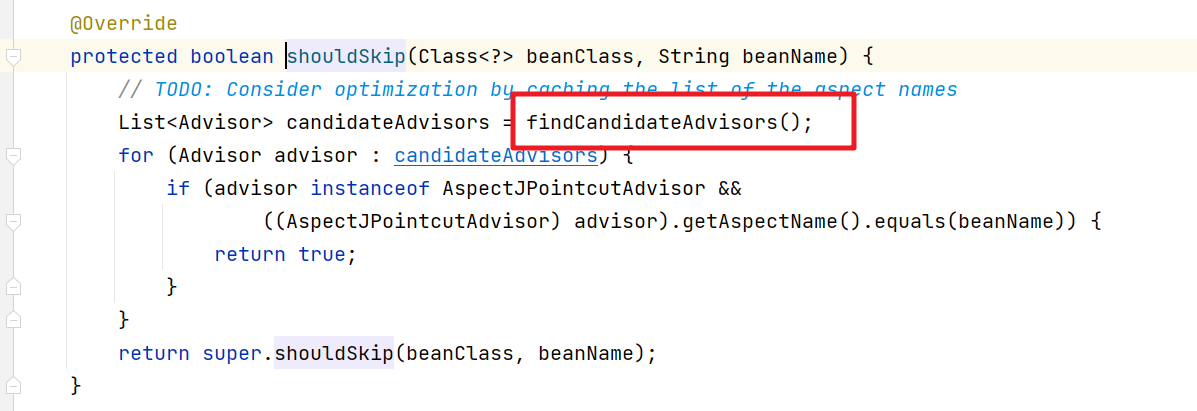 @Override
protected boolean shouldSkip(Class<?> beanClass, String beanName) {
// TODO: Consider optimization by caching the list of the aspect names
List<Advisor> candidateAdvisors = findCandidateAdvisors();
for (Advisor advisor : candidateAdvisors) {
if (advisor instanceof AspectJPointcutAdvisor &&
((AspectJPointcutAdvisor) advisor).getAspectName().equals(beanName)) {
return true;
}
}
return super.shouldSkip(beanClass, beanName);
}